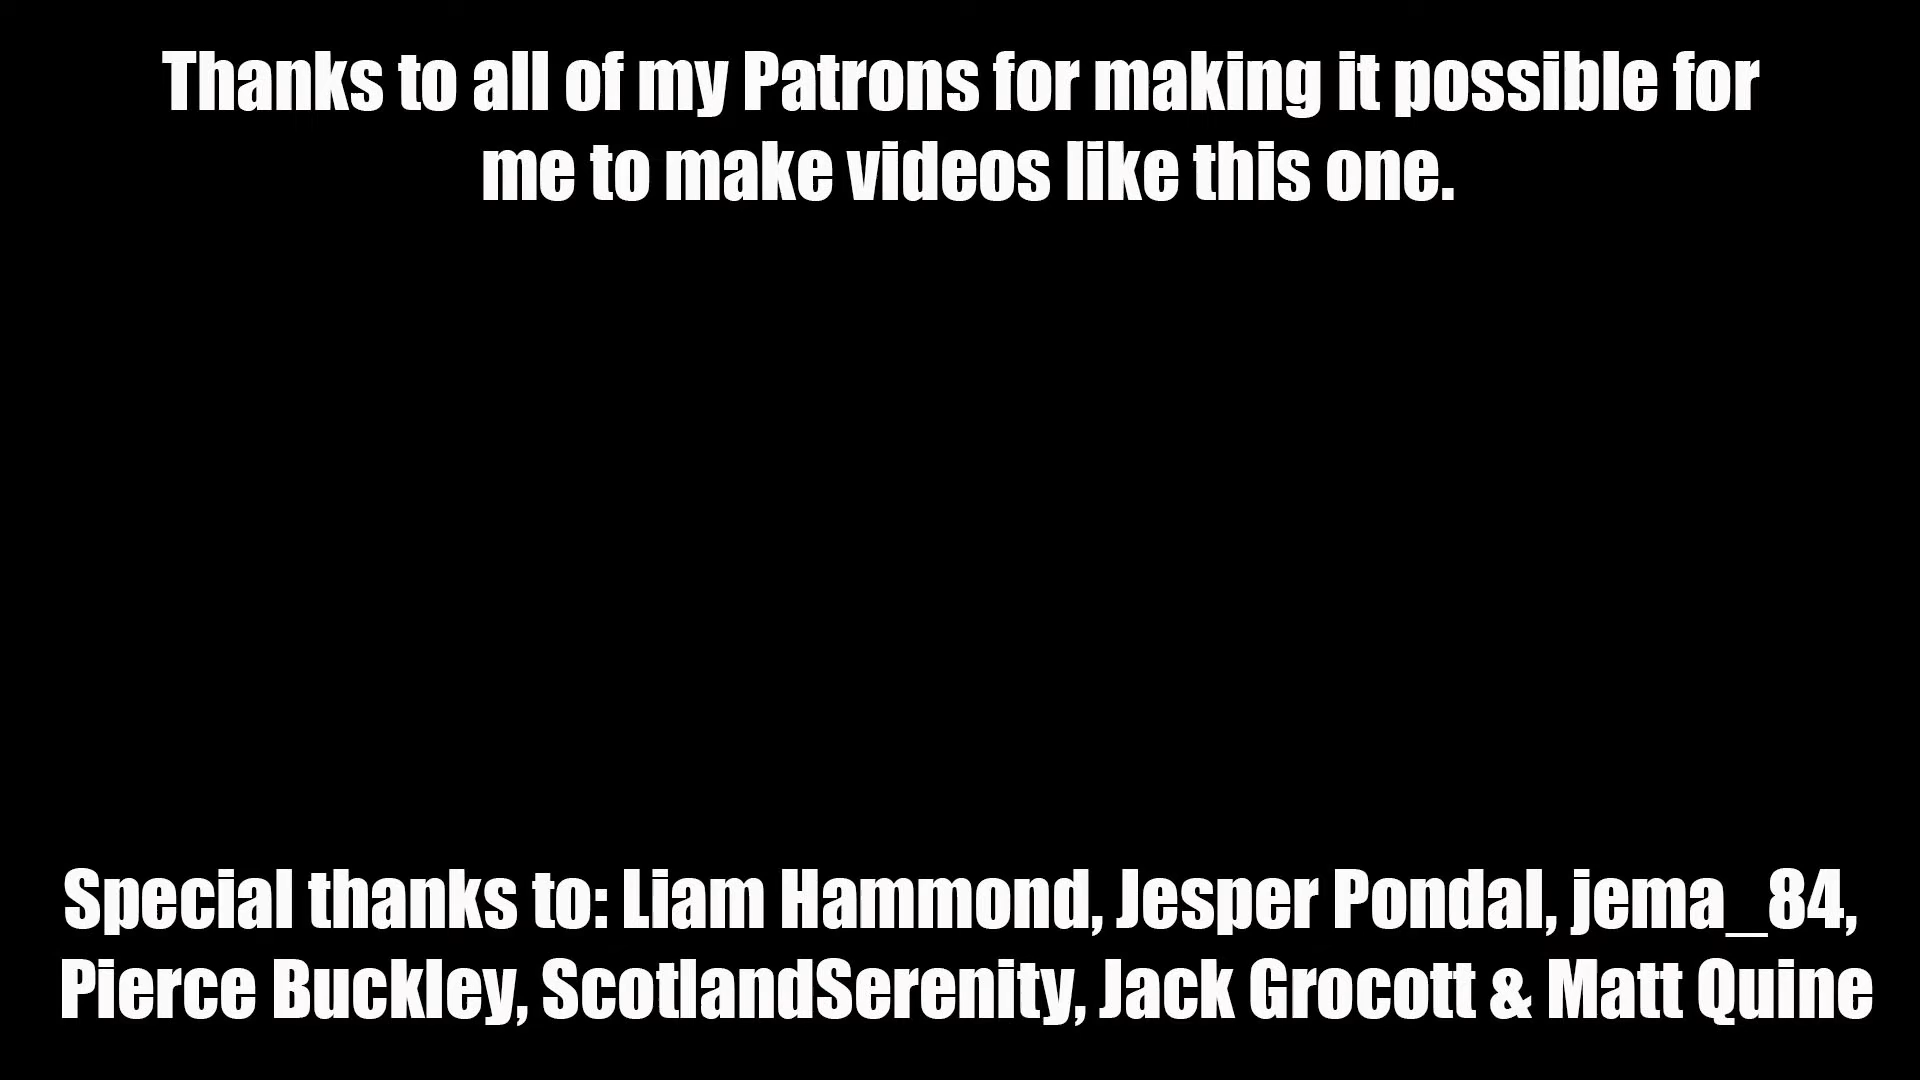 Thanks to all of my Patrons for making it possible for
me to make videos like this one.
Special thanks to: Liam Hammond, Jesper Pondal, jema_84,
Pierce Buckley, ScotlandSerenity, Jack Grocott & Matt Quine